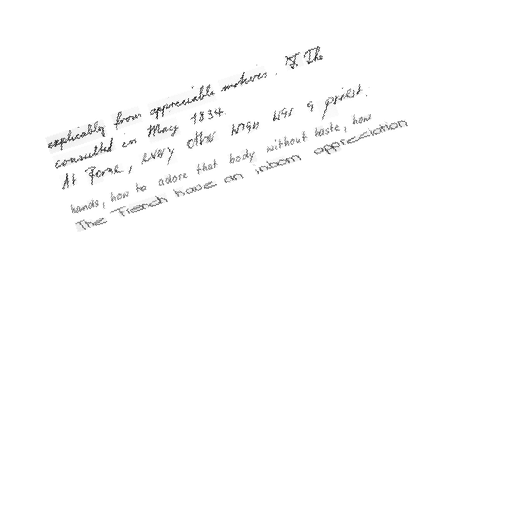 explicably from appreciable motives. The
consulted in May 1834.
At Rome, every other man was a priest.
hands, how to adore that body without haste, how
The French have an inborn appreciation